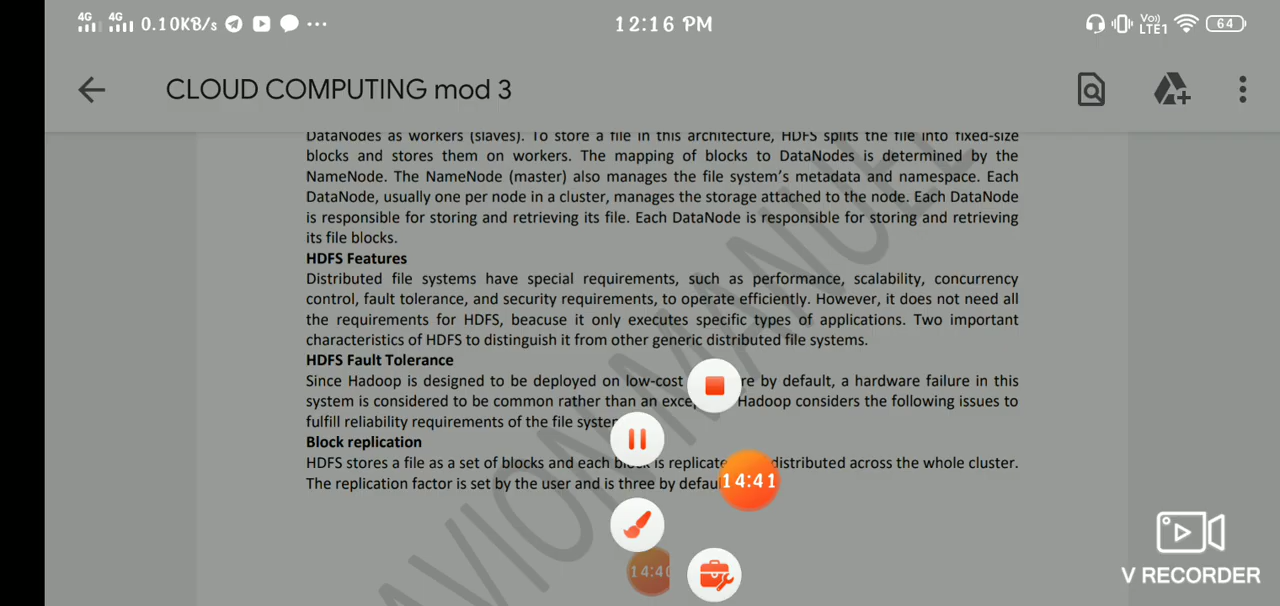 4G 4G 0.10KB/s ... 12:16 PM Vo)) LTE1 64
CLOUD COMPUTING mod 3
DataNodes as workers (slaves). To store a file in this architecture, HDFS splits the file into fixed-size
blocks and stores them on workers. The mapping of blocks to DataNodes is determined by the
NameNode. The NameNode (master) also manages the file system's metadata and namespace. Each
DataNode, usually one per node in a cluster, manages the storage attached to the node. Each DataNode
is responsible for storing and retrieving its file. Each DataNode is responsible for storing and retrieving
its file blocks.
HDFS Features
Distributed file systems have special requirements, such as performance, scalability, concurrency
control, fault tolerance, and security requirements, to operate efficiently. However, it does not need all
the requirements for HDFS, beacuse it only executes specific types of applications. Two important
characteristics of HDFS to distinguish it from other generic distributed file systems.
HDFS Fault Tolerance
Since Hadoop is designed to be deployed on low-cost re by default, a hardware failure in this
system is considered to be common rather than an Hadoop considers the following issues to
fulfill reliability requirements of the file
Block replication
HDFS stores a file as a set of blocks and each is distributed across the whole cluster.
The replication factor is set by the user and is three by
14:41
14:40
V RECORDER